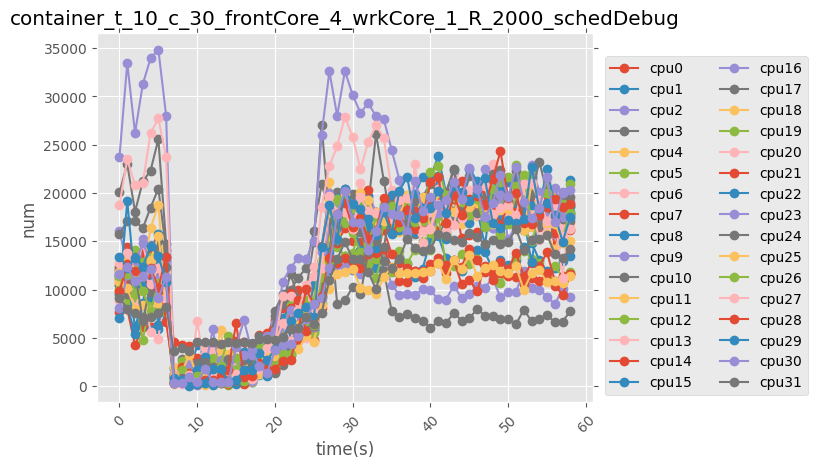 container_t_10_c_30_frontCore_4_wrkCore_1_R_2000_schedDebug
35000
30000
25000
20000
15000
10000
5000
0
num
0
10
20
30
40
50
60
time(s)
cpu0
cpu1
cpu2
cpu3
cpu4
cpu5
cpu6
cpu7
cpu8
cpu9
cpu10
cpu11
cpu12
cpu13
cpu14
cpu15
cpu16
cpu17
cpu18
cpu19
cpu20
cpu21
cpu22
cpu23
cpu24
cpu25
cpu26
cpu27
cpu28
cpu29
cpu30
cpu31